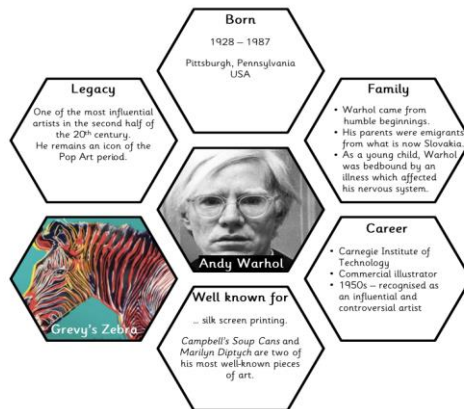 Born
1928 – 1987
Pittsburgh, Pennsylvania
USA
Legacy
One of the most influential
artists in the second half of
the 20th century.
He remains an icon of the
Pop Art period.
Family
• Warhol came from
humble beginnings.
• His parents were emigrants
from what is now Slovakia.
• As a young child, Warhol
was bedbound by an
illness which affected
his nervous system.
Andy Warhol
Grevy's Zebra
Career
• Carnegie Institute of
Technology
• Commercial illustrator
• 1950s – recognised as
an influential and
controversial artist
Well known for
... silk screen printing.
Campbell's Soup Cans and
Marilyn Diptych are two of
his most well-known pieces
of art.